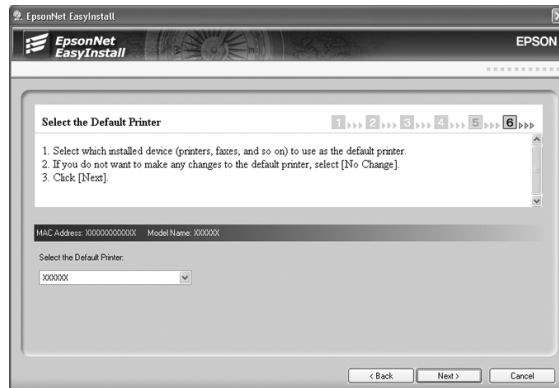 EpsonNet EasyInstall
EpsonNet
EasyInstall
EPSON
Select the Default Printer
1 2 3 4 5 6
1. Select which installed device (printers, faxes, and so on) to use as the default printer.
2. If you do not want to make any changes to the default printer, select [No Change].
3. Click [Next].
MAC Address: XXXXXXXXXXXX Model Name: XXXXXX
Select the Default Printer:
XXXXXX
< Back
Next >
Cancel